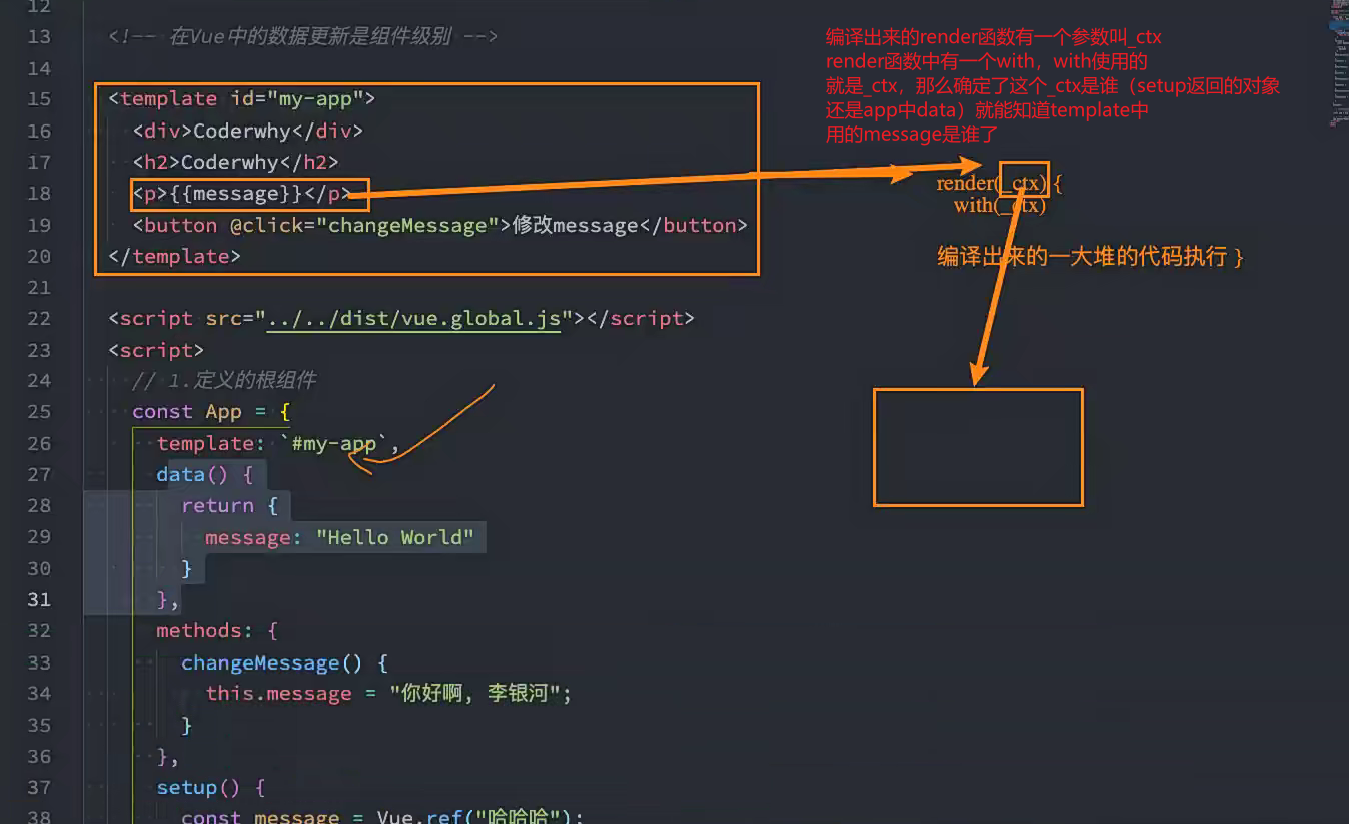 12
13 <!-- 在Vue中的数据更新是组件级别 -->
14
15 <template id="my-app">
16 <div>Coderwhy</div>
17 <h2>Coderwhy</h2>
18 <p>{{message}}</p>
19 <button @click="changeMessage">修改message</button>
20 </template>
21
22 <script src="../../dist/vue.global.js"></script>
23 <script>
24 // 1.定义的根组件
25 const App = {
26 template: `#my-app`,
27 data() {
28 return {
29 message: "Hello World"
30 }
31 },
32 methods: {
33 changeMessage() {
34 this.message = "你好啊, 李银河";
35 }
36 },
37 setup() {
38 const message = Vue.ref("哈哈哈");
编译出来的render函数有一个参数叫_ctx
render函数中有一个with，with使用的
就是_ctx，那么确定了这个_ctx是谁（setup返回的对象
还是app中data）就能知道template中
用的message是谁了
render(_ctx) {
with(_ctx)
编译出来的一大堆的代码执行 }